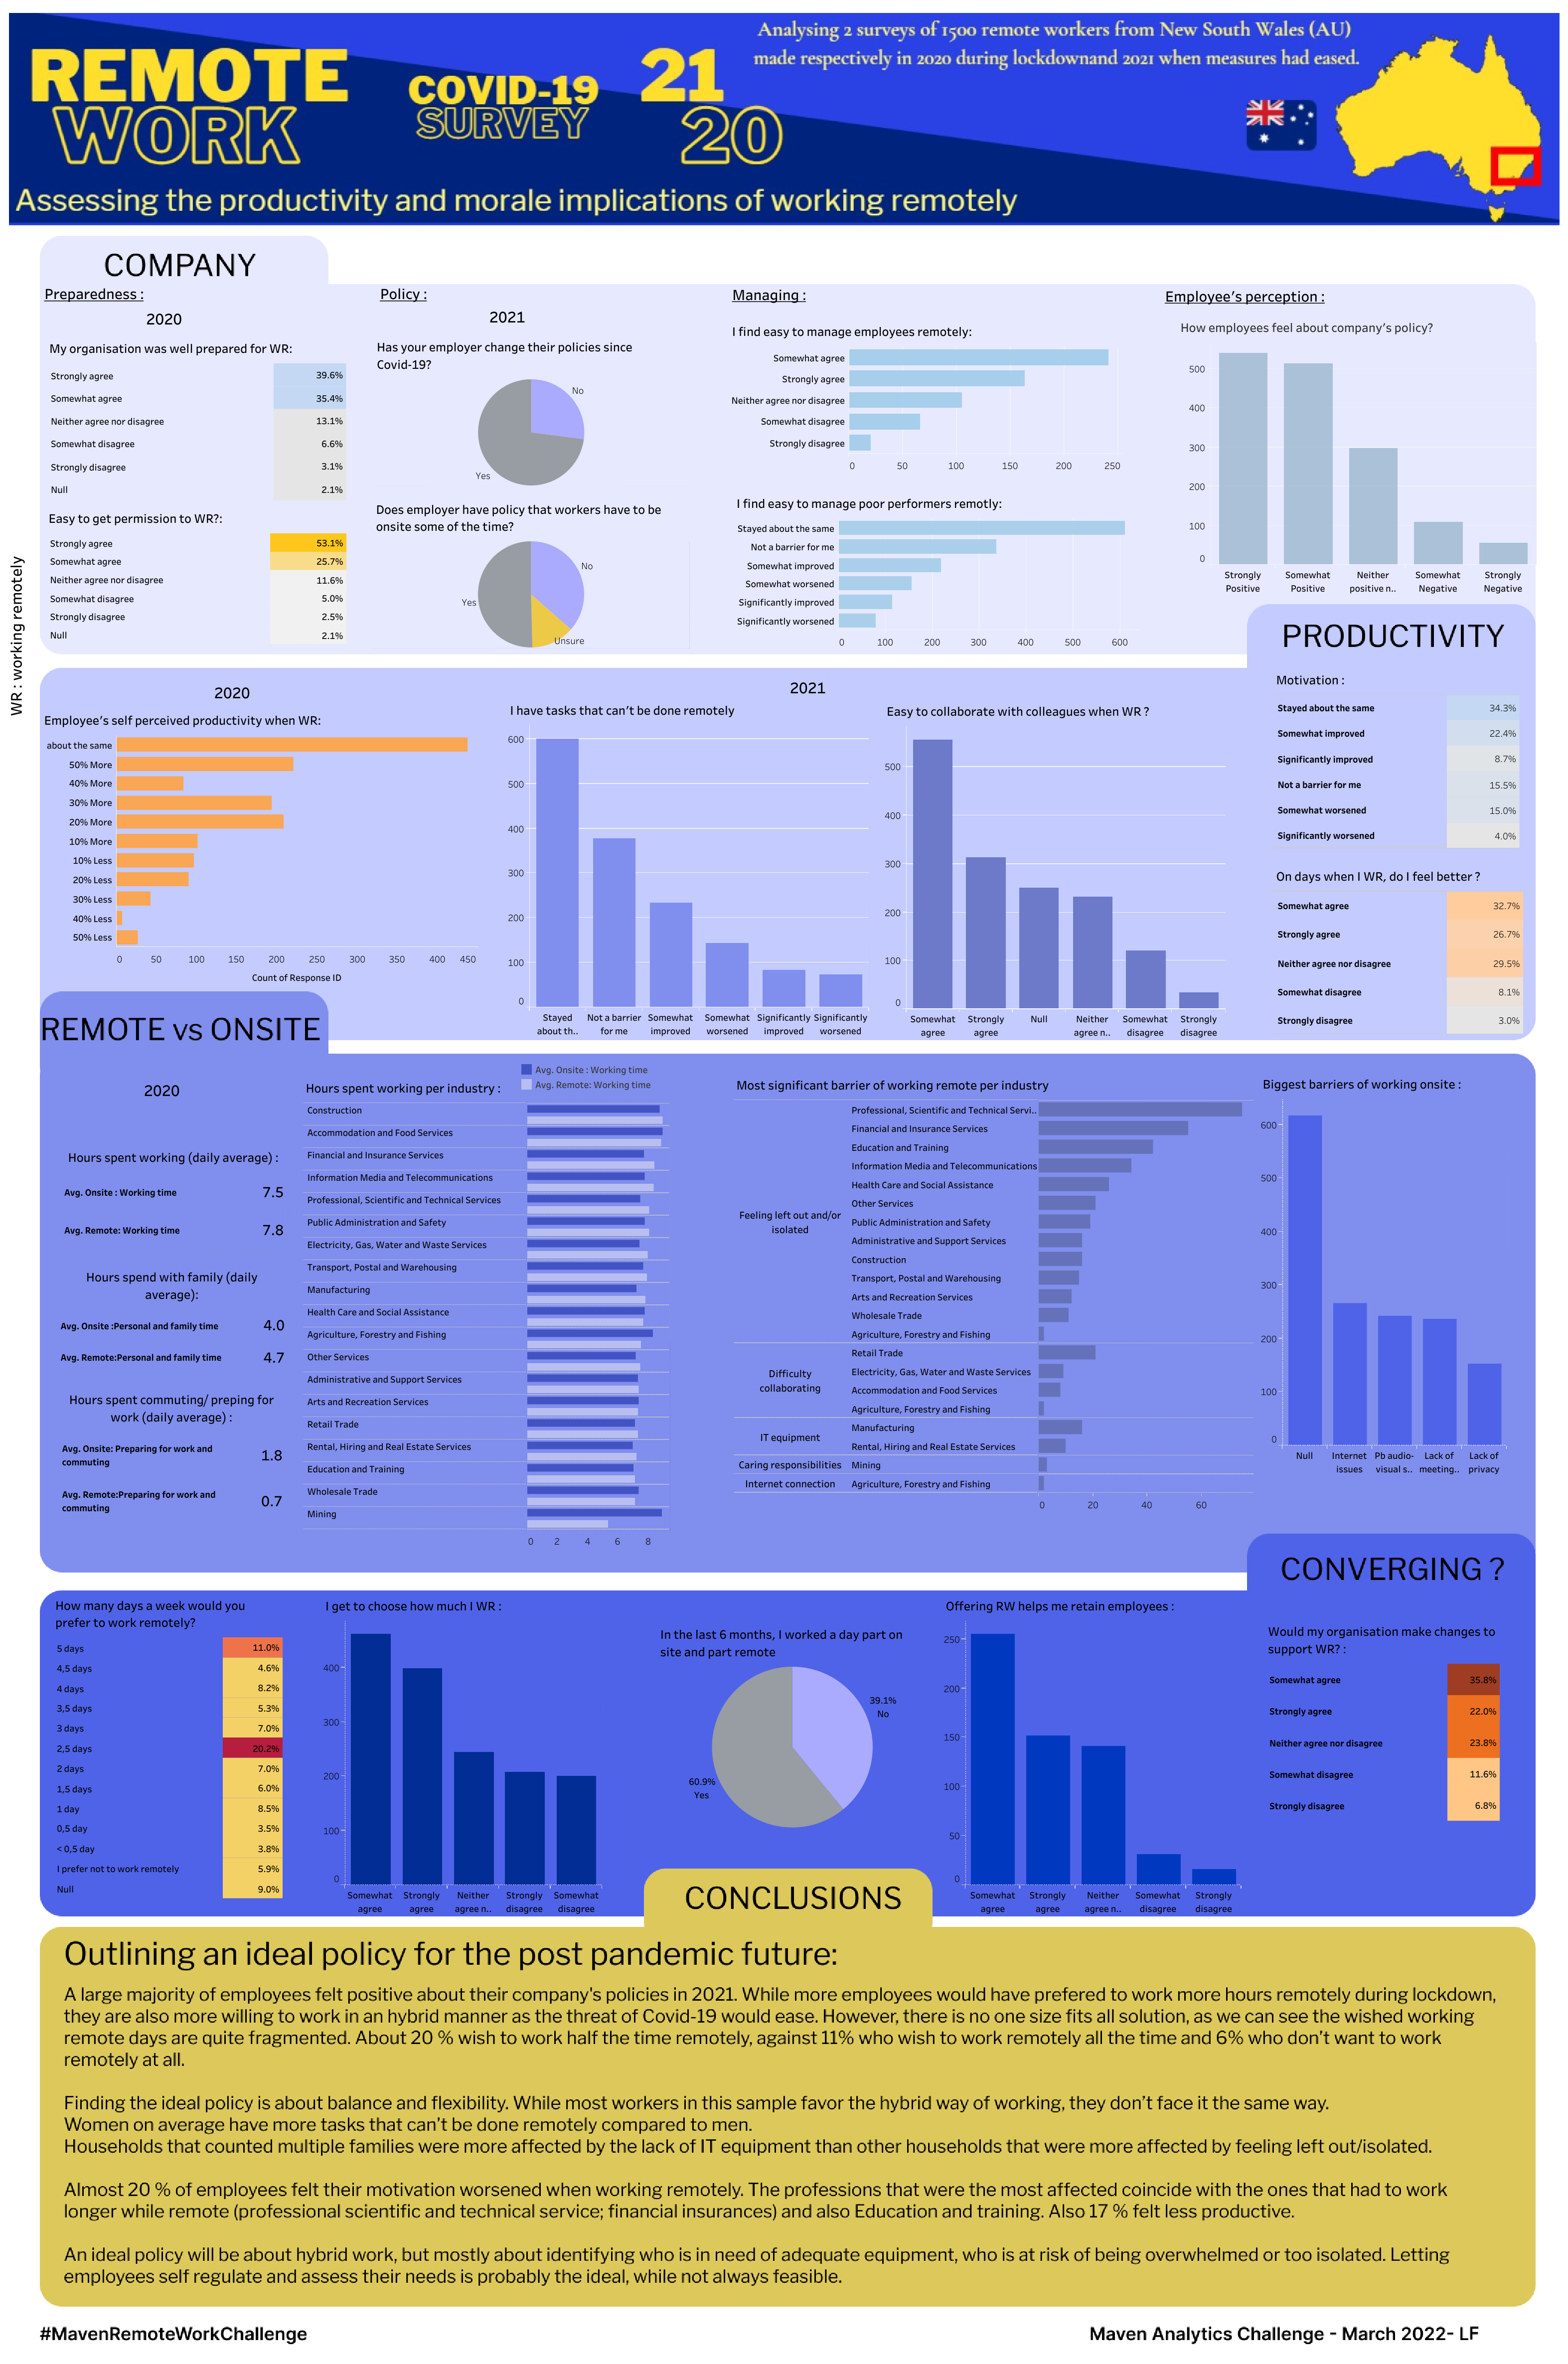 Analysing 2 surveys of 1500 remote workers from New South Wales (AU)
made respectively in 2020 during lockdownand 2021 when measures had eased.
REMOTE
WORK
COVID-19
SURVEY
21
20
Assessing the productivity and morale implications of working remotely
COMPANY
WR : working remotely
Preparedness :
2020
My organisation was well prepared for WR:
Strongly agree 39.6%
Somewhat agree 35.4%
Neither agree nor disagree 13.1%
Somewhat disagree 6.6%
Strongly disagree 3.1%
Null 2.1%
Easy to get permission to WR?:
Strongly agree 53.1%
Somewhat agree 25.7%
Neither agree nor disagree 11.6%
Somewhat disagree 5.0%
Strongly disagree 2.5%
Null 2.1%
Policy :
2021
Has your employer change their policies since
Covid-19?
No
Yes
Does employer have policy that workers have to be
onsite some of the time?
No
Yes
Unsure
Managing :
I find easy to manage employees remotely:
Somewhat agree
Strongly agree
Neither agree nor disagree
Somewhat disagree
Strongly disagree
0 50 100 150 200 250
I find easy to manage poor performers remotly:
Stayed about the same
Not a barrier for me
Somewhat improved
Somewhat worsened
Significantly improved
Significantly worsened
0 100 200 300 400 500 600
Employee's perception :
How employees feel about company's policy?
500
400
300
200
100
0
Strongly Somewhat Neither Somewhat Strongly
Positive Positive positive n.. Negative Negative
PRODUCTIVITY
2020
Employee's self perceived productivity when WR:
about the same
50% More
40% More
30% More
20% More
10% More
10% Less
20% Less
30% Less
40% Less
50% Less
0 50 100 150 200 250 300 350 400 450
Count of Response ID
2021
I have tasks that can't be done remotely
600
500
400
300
200
100
0
Stayed Not a barrier Somewhat Somewhat Significantly Significantly
about th.. for me improved worsened improved worsened
Easy to collaborate with colleagues when WR ?
500
400
300
200
100
0
Somewhat Strongly Null Neither Somewhat Strongly
agree agree agree n.. disagree disagree
Motivation :
Stayed about the same 34.3%
Somewhat improved 22.4%
Significantly improved 8.7%
Not a barrier for me 15.5%
Somewhat worsened 15.0%
Significantly worsened 4.0%
On days when I WR, do I feel better ?
Somewhat agree 32.7%
Strongly agree 26.7%
Neither agree nor disagree 29.5%
Somewhat disagree 8.1%
Strongly disagree 3.0%
REMOTE vs ONSITE
2020
Hours spent working (daily average) :
Avg. Onsite : Working time 7.5
Avg. Remote: Working time 7.8
Hours spend with family (daily
average):
Avg. Onsite :Personal and family time 4.0
Avg. Remote:Personal and family time 4.7
Hours spent commuting/ preping for
work (daily average) :
Avg. Onsite: Preparing for work and
commuting 1.8
Avg. Remote:Preparing for work and
commuting 0.7
Hours spent working per industry :
Avg. Onsite : Working time
Avg. Remote: Working time
Construction
Accommodation and Food Services
Financial and Insurance Services
Information Media and Telecommunications
Professional, Scientific and Technical Services
Public Administration and Safety
Electricity, Gas, Water and Waste Services
Transport, Postal and Warehousing
Manufacturing
Health Care and Social Assistance
Agriculture, Forestry and Fishing
Other Services
Administrative and Support Services
Arts and Recreation Services
Retail Trade
Rental, Hiring and Real Estate Services
Education and Training
Wholesale Trade
Mining
0 2 4 6 8
Most significant barrier of working remote per industry
Feeling left out and/or
isolated
Professional, Scientific and Technical Servi..
Financial and Insurance Services
Education and Training
Information Media and Telecommunications
Health Care and Social Assistance
Other Services
Public Administration and Safety
Administrative and Support Services
Construction
Transport, Postal and Warehousing
Arts and Recreation Services
Wholesale Trade
Agriculture, Forestry and Fishing
Difficulty
collaborating
Retail Trade
Electricity, Gas, Water and Waste Services
Accommodation and Food Services
Agriculture, Forestry and Fishing
IT equipment
Manufacturing
Rental, Hiring and Real Estate Services
Caring responsibilities Mining
Internet connection Agriculture, Forestry and Fishing
0 20 40 60
Biggest barriers of working onsite :
600
500
400
300
200
100
0
Null Internet Pb audio- Lack of Lack of
issues visual s.. meeting.. privacy
CONVERGING ?
How many days a week would you
prefer to work remotely?
5 days 11.0%
4,5 days 4.6%
4 days 8.2%
3,5 days 5.3%
3 days 7.0%
2,5 days 20.2%
2 days 7.0%
1,5 days 6.0%
1 day 8.5%
0,5 day 3.5%
< 0,5 day 3.8%
I prefer not to work remotely 5.9%
Null 9.0%
I get to choose how much I WR :
400
300
200
100
0
Somewhat Strongly Neither Strongly Somewhat
agree agree agree n.. disagree disagree
In the last 6 months, I worked a day part on
site and part remote
39.1%
No
60.9%
Yes
Offering RW helps me retain employees :
250
200
150
100
50
0
Somewhat Strongly Neither Somewhat Strongly
agree agree agree n.. disagree disagree
Would my organisation make changes to
support WR? :
Somewhat agree 35.8%
Strongly agree 22.0%
Neither agree nor disagree 23.8%
Somewhat disagree 11.6%
Strongly disagree 6.8%
CONCLUSIONS
Outlining an ideal policy for the post pandemic future:
A large majority of employees felt positive about their company's policies in 2021. While more employees would have prefered to work more hours remotely during lockdown,
they are also more willing to work in an hybrid manner as the threat of Covid-19 would ease. However, there is no one size fits all solution, as we can see the wished working
remote days are quite fragmented. About 20 % wish to work half the time remotely, against 11% who wish to work remotely all the time and 6% who don't want to work
remotely at all.
Finding the ideal policy is about balance and flexibility. While most workers in this sample favor the hybrid way of working, they don't face it the same way.
Women on average have more tasks that can't be done remotely compared to men.
Households that counted multiple families were more affected by the lack of IT equipment than other households that were more affected by feeling left out/isolated.
Almost 20 % of employees felt their motivation worsened when working remotely. The professions that were the most affected coincide with the ones that had to work
longer while remote (professional scientific and technical service; financial insurances) and also Education and training. Also 17 % felt less productive.
An ideal policy will be about hybrid work, but mostly about identifying who is in need of adequate equipment, who is at risk of being overwhelmed or too isolated. Letting
employees self regulate and assess their needs is probably the ideal, while not always feasible.
#MavenRemoteWorkChallenge
Maven Analytics Challenge - March 2022- LF